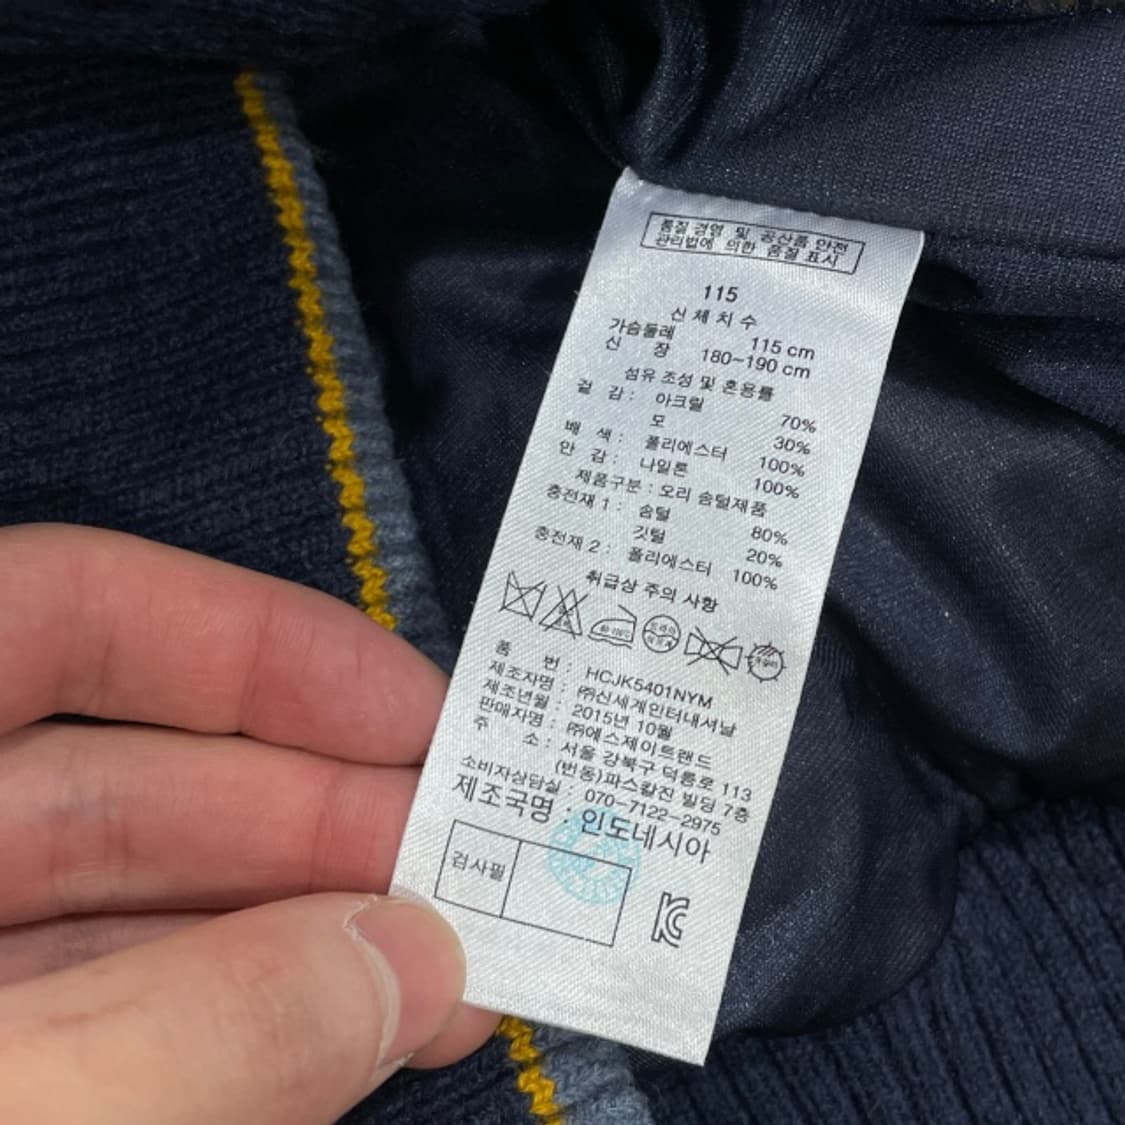 품질 경영 및 공산품 안전
관리법에 의한 품질 표시
115
신체치수
가슴둘레 115 cm
신 장 180~190 cm
섬유 조성 및 혼용률
겉 감 : 아크릴 70%
모 30%
배 색 : 폴리에스터 100%
안 감 : 나일론 100%
제품구분 : 오리 솜털제품
충전재 1 : 솜털 80%
깃털 20%
충전재 2 : 폴리에스터 100%
취급상 주의 사항
품 번 : HCJK5401NYM
제조자명 : ㈜신세계인터내셔날
제조년월 : 2015년 10월
판매자명 : ㈜에스제이트랜드
주 소 : 서울 강북구 덕릉로 113
(번동)파스칼진 빌딩 7층
소비자상담실 : 070-7122-2975
제조국명 : 인도네시아
검사필